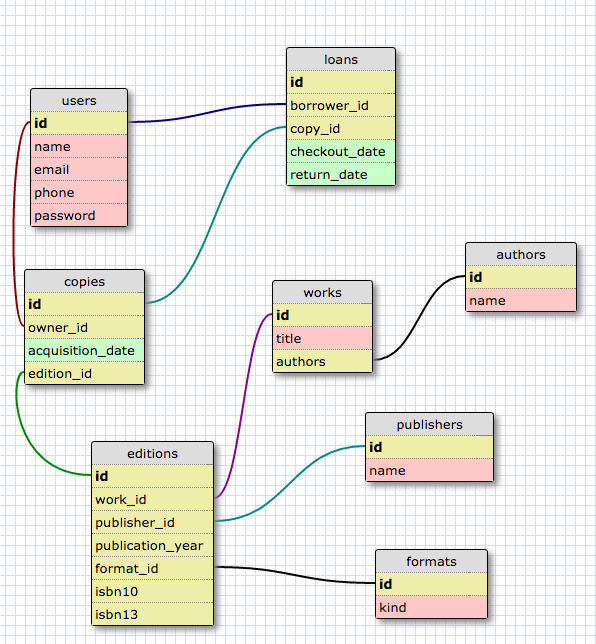 users
id
name
email
phone
password
loans
id
borrower_id
copy_id
checkout_date
return_date
copies
id
owner_id
acquisition_date
edition_id
works
id
title
authors
authors
id
name
editions
id
work_id
publisher_id
publication_year
format_id
isbn10
isbn13
publishers
id
name
formats
id
kind